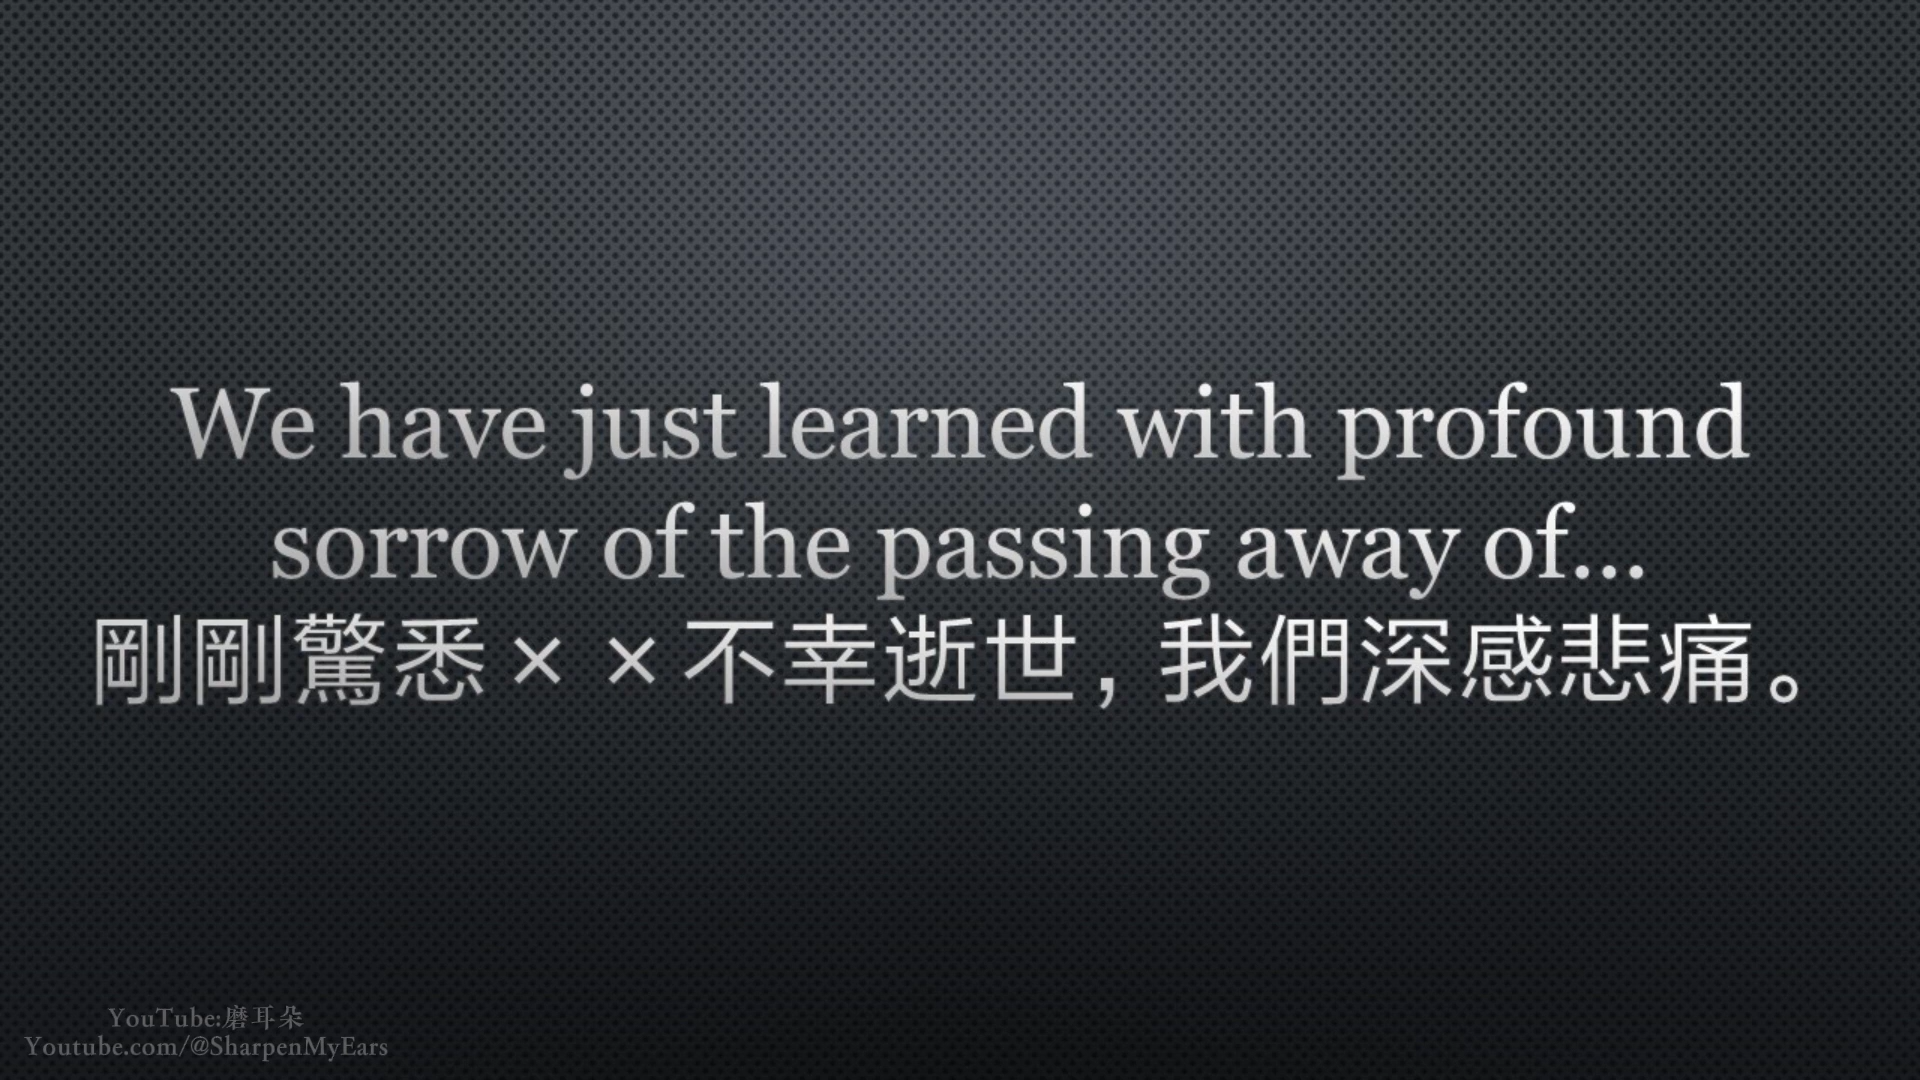 We have just learned with profound
sorrow of the passing away of...
剛剛驚悉××不幸逝世，我們深感悲痛。
YouTube:磨耳朵
Youtube.com/@SharpenMyEars